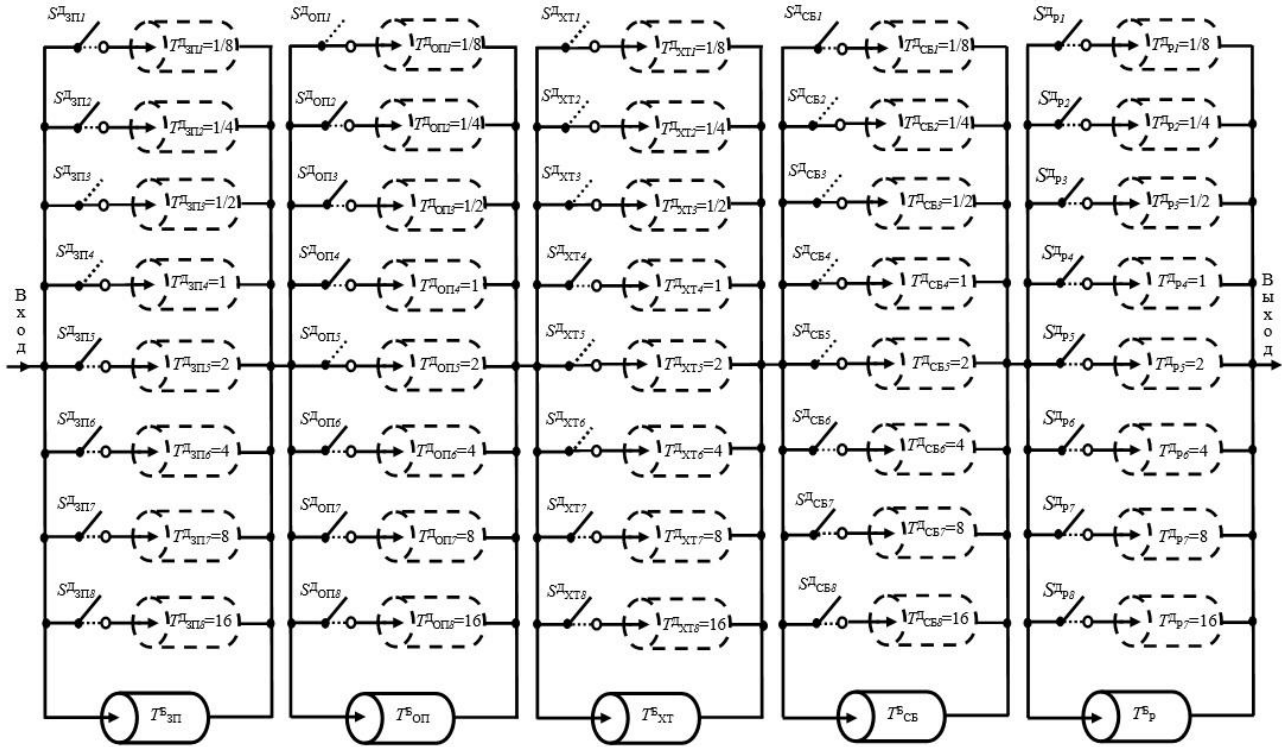 SДЗП1 TДЗП1=1/8 SДОП1 TДОП1=1/8 SДХТ1 TДХТ1=1/8 SДСБ1 TДСБ1=1/8 SДР1 TДР1=1/8
SДЗП2 TДЗП2=1/4 SДОП2 TДОП2=1/4 SДХТ2 TДХТ2=1/4 SДСБ2 TДСБ2=1/4 SДР2 TДР2=1/4
SДЗП3 TДЗП3=1/2 SДОП3 TДОП3=1/2 SДХТ3 TДХТ3=1/2 SДСБ3 TДСБ3=1/2 SДР3 TДР3=1/2
SДЗП4 TДЗП4=1 SДОП4 TДОП4=1 SДХТ4 TДХТ4=1 SДСБ4 TДСБ4=1 SДР4 TДР4=1
Вход
Выход
SДЗП5 TДЗП5=2 SДОП5 TДОП5=2 SДХТ5 TДХТ5=2 SДСБ5 TДСБ5=2 SДР5 TДР5=2
SДЗП6 TДЗП6=4 SДОП6 TДОП6=4 SДХТ6 TДХТ6=4 SДСБ6 TДСБ6=4 SДР6 TДР6=4
SДЗП7 TДЗП7=8 SДОП7 TДОП7=8 SДХТ7 TДХТ7=8 SДСБ7 TДСБ7=8 SДР7 TДР7=8
SДЗП8 TДЗП8=16 SДОП8 TДОП8=16 SДХТ8 TДХТ8=16 SДСБ8 TДСБ8=16 SДР8 TДР7=16
TБЗП TБОП TБХТ TБСБ TБР